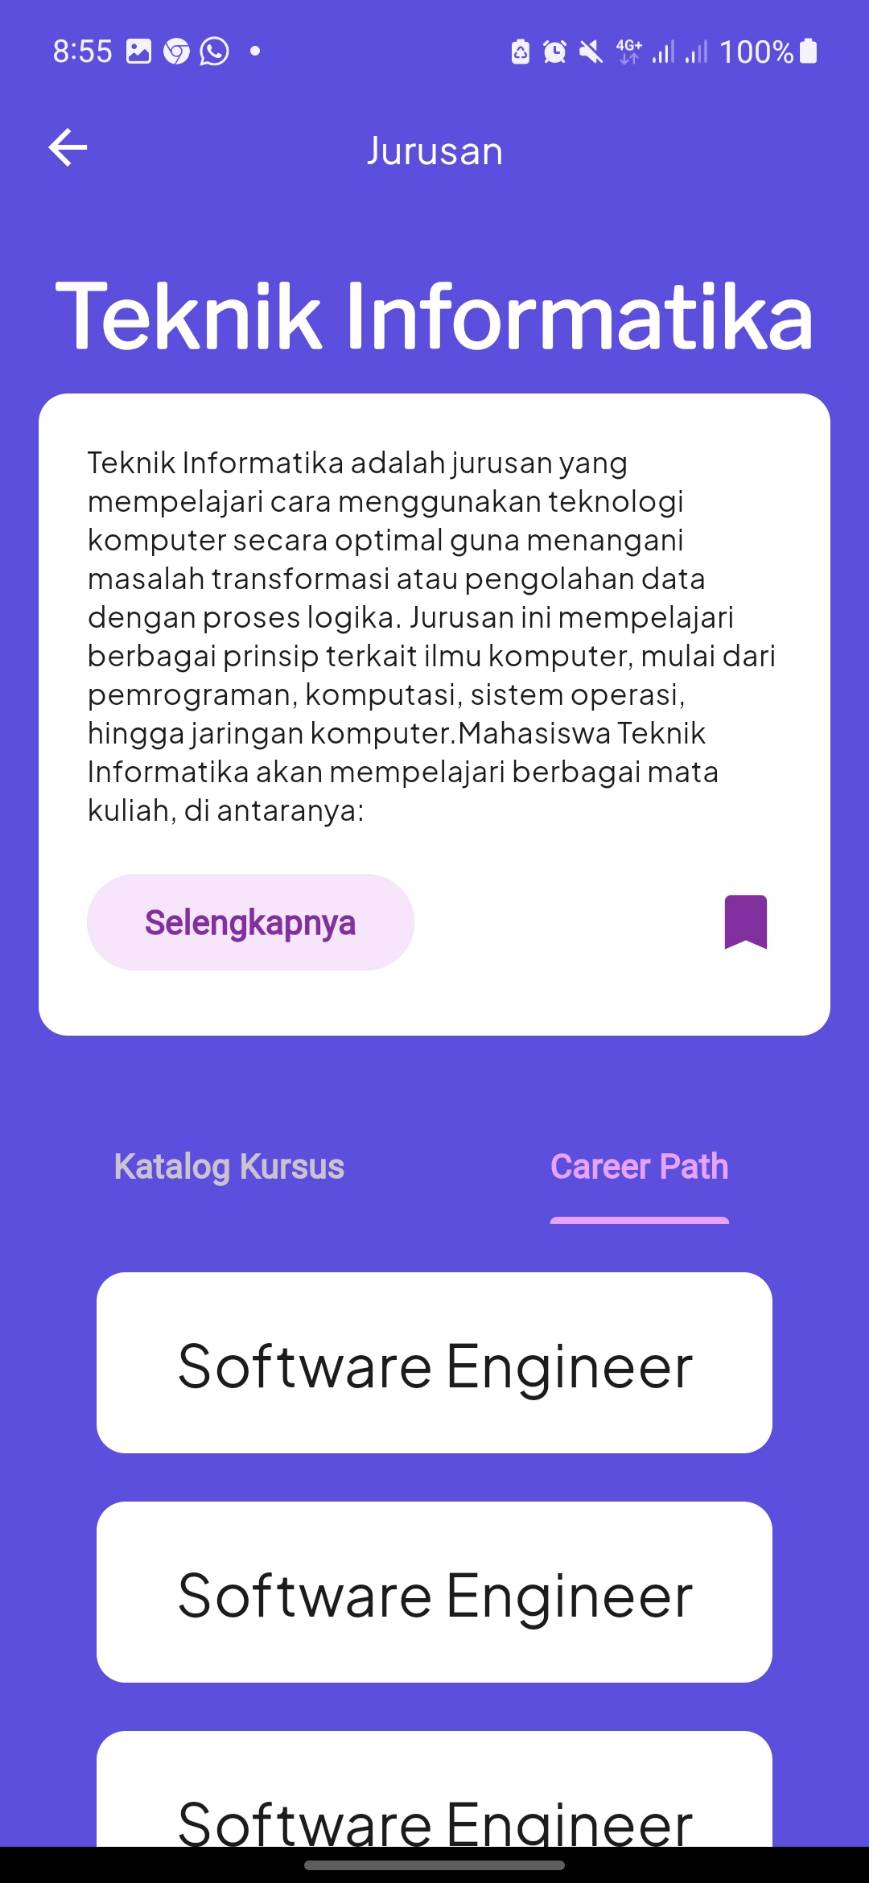 8:55 4G+ 100%
Jurusan
Teknik Informatika
Teknik Informatika adalah jurusan yang
mempelajari cara menggunakan teknologi
komputer secara optimal guna menangani
masalah transformasi atau pengolahan data
dengan proses logika. Jurusan ini mempelajari
berbagai prinsip terkait ilmu komputer, mulai dari
pemrograman, komputasi, sistem operasi,
hingga jaringan komputer.Mahasiswa Teknik
Informatika akan mempelajari berbagai mata
kuliah, di antaranya:
Selengkapnya
Katalog Kursus Career Path
Software Engineer
Software Engineer
Software Engineer